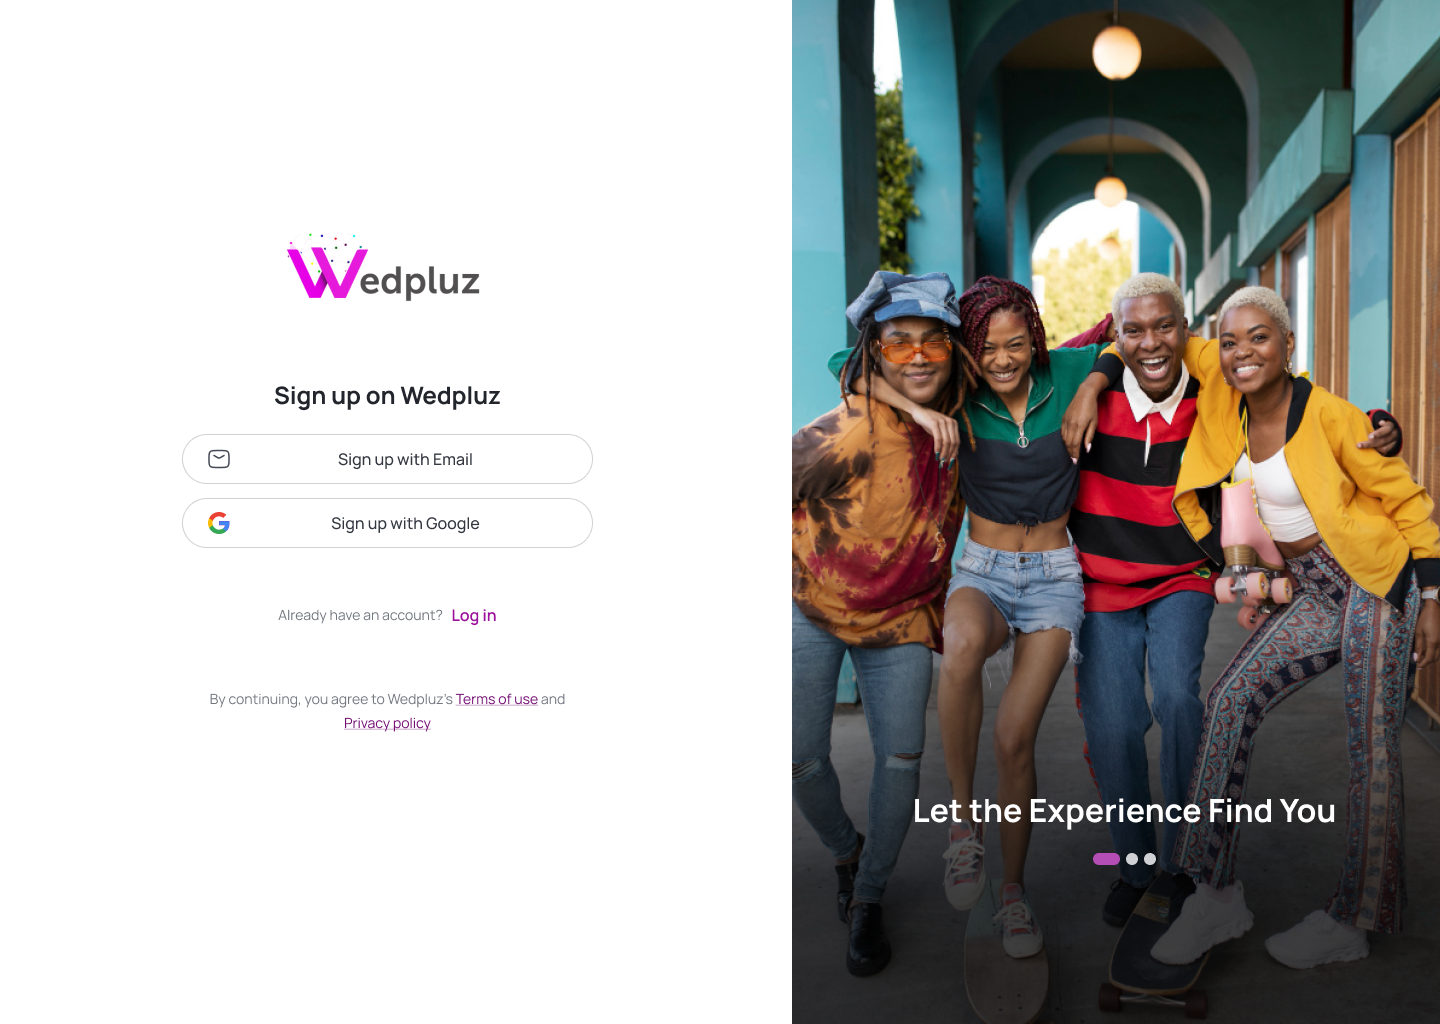 Wedpluz
Sign up on Wedpluz
Sign up with Email
Sign up with Google
Already have an account? Log in
By continuing, you agree to Wedpluz's Terms of use and
Privacy policy
Let the Experience Find You